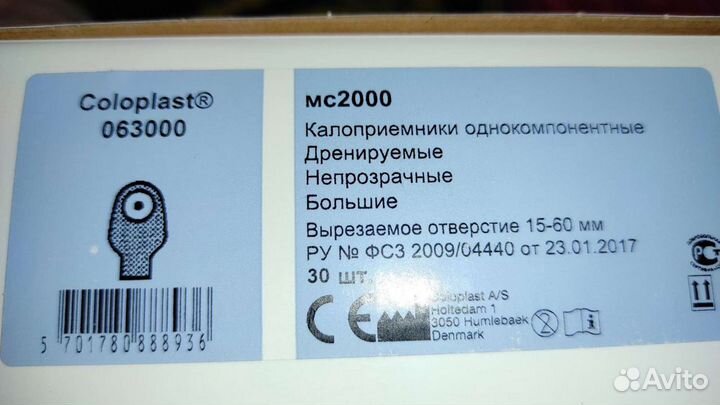 Coloplast®
063000
5 701780 888936
мс2000
Калоприемники однокомпонентные
Дренируемые
Непрозрачные
Большие
Вырезаемое отверстие 15-60 мм
РУ № ФСЗ 2009/04440 от 23.01.2017
30 шт.
CE
Coloplast A/S
Holtedam 1
3050 Humlebaek
Denmark
Avito